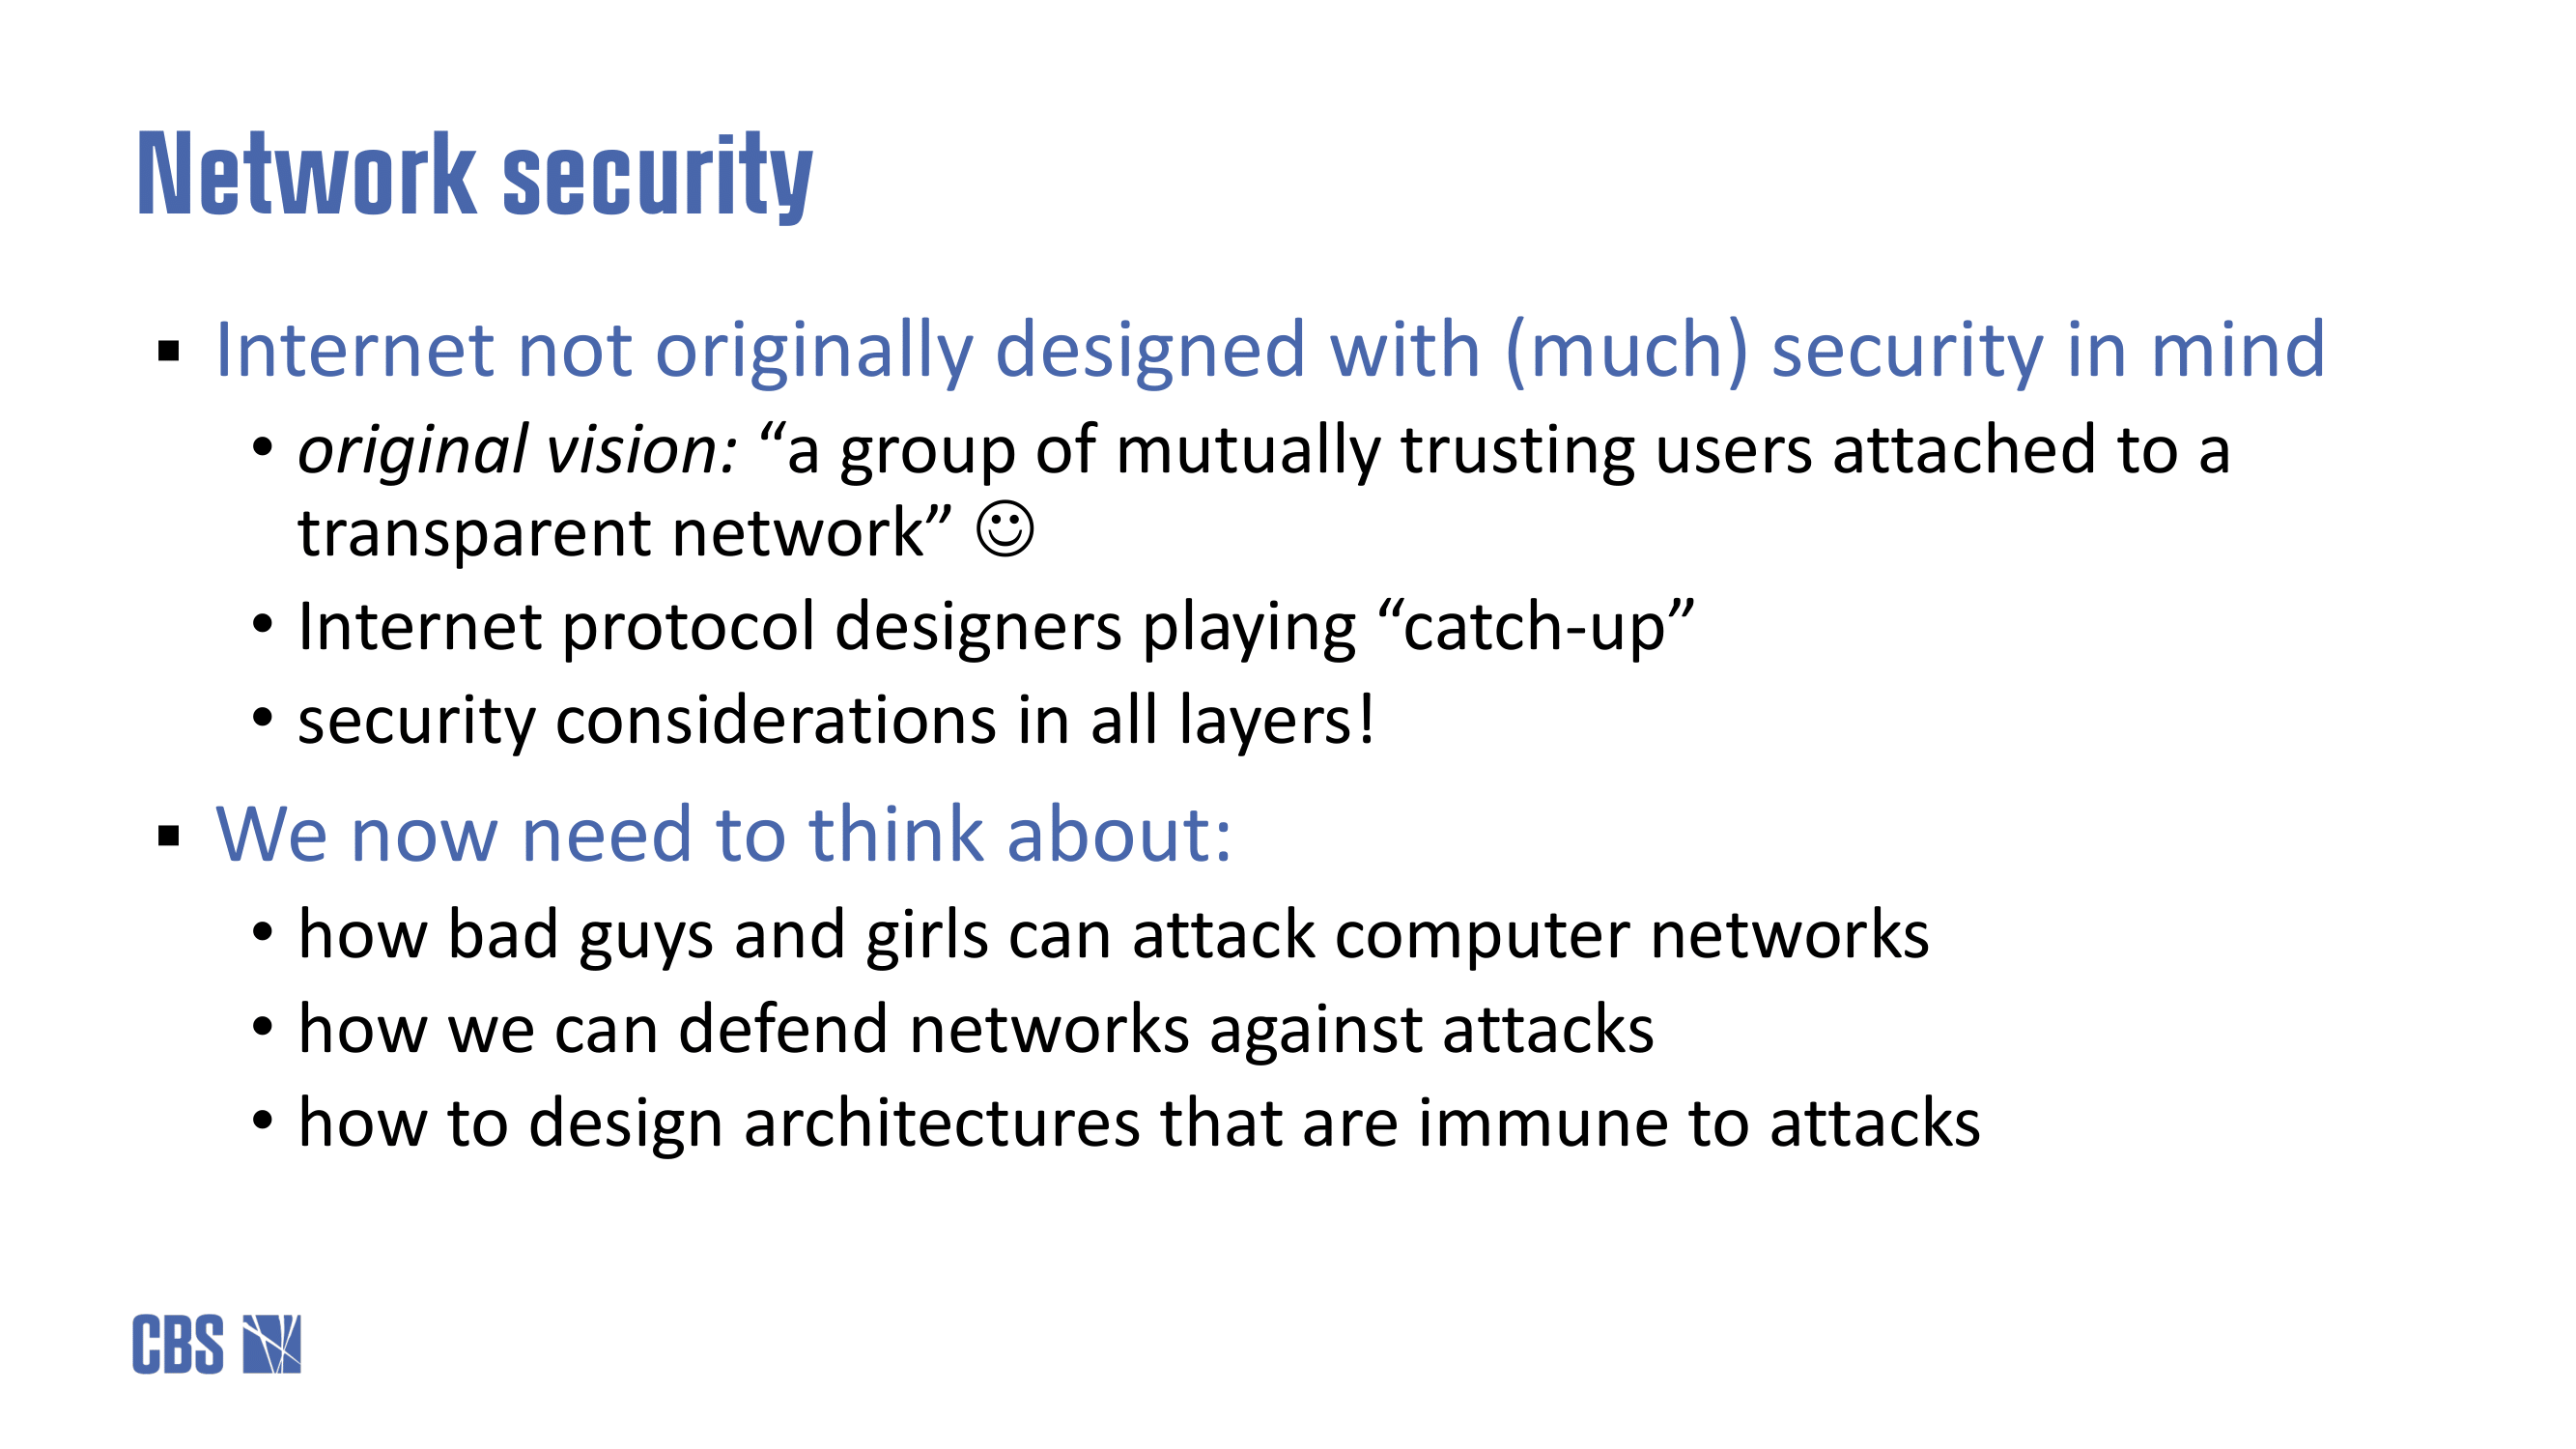 Network security
▪ Internet not originally designed with (much) security in mind
• original vision: “a group of mutually trusting users attached to a
transparent network” ☺
• Internet protocol designers playing “catch-up”
• security considerations in all layers!
▪ We now need to think about:
• how bad guys and girls can attack computer networks
• how we can defend networks against attacks
• how to design architectures that are immune to attacks
CBS